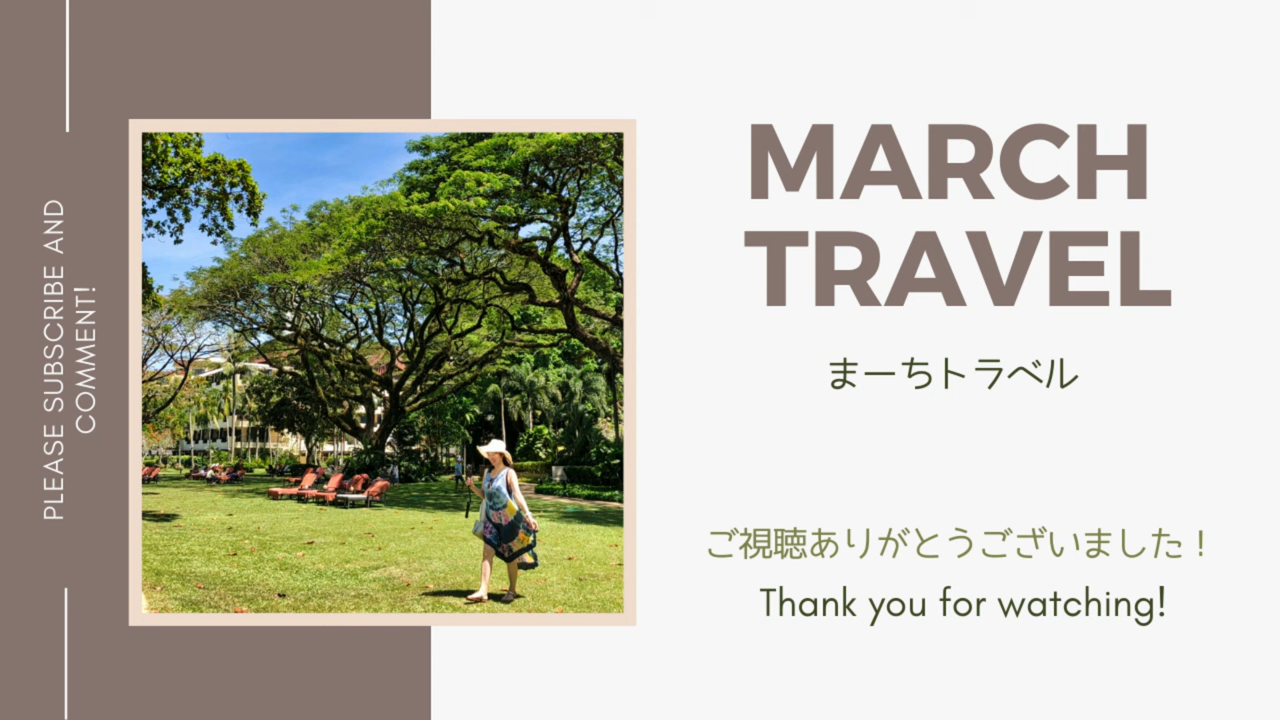 PLEASE SUBSCRIBE AND
COMMENT!
MARCH
TRAVEL
まーちトラベル
ご視聴ありがとうございました！
Thank you for watching!